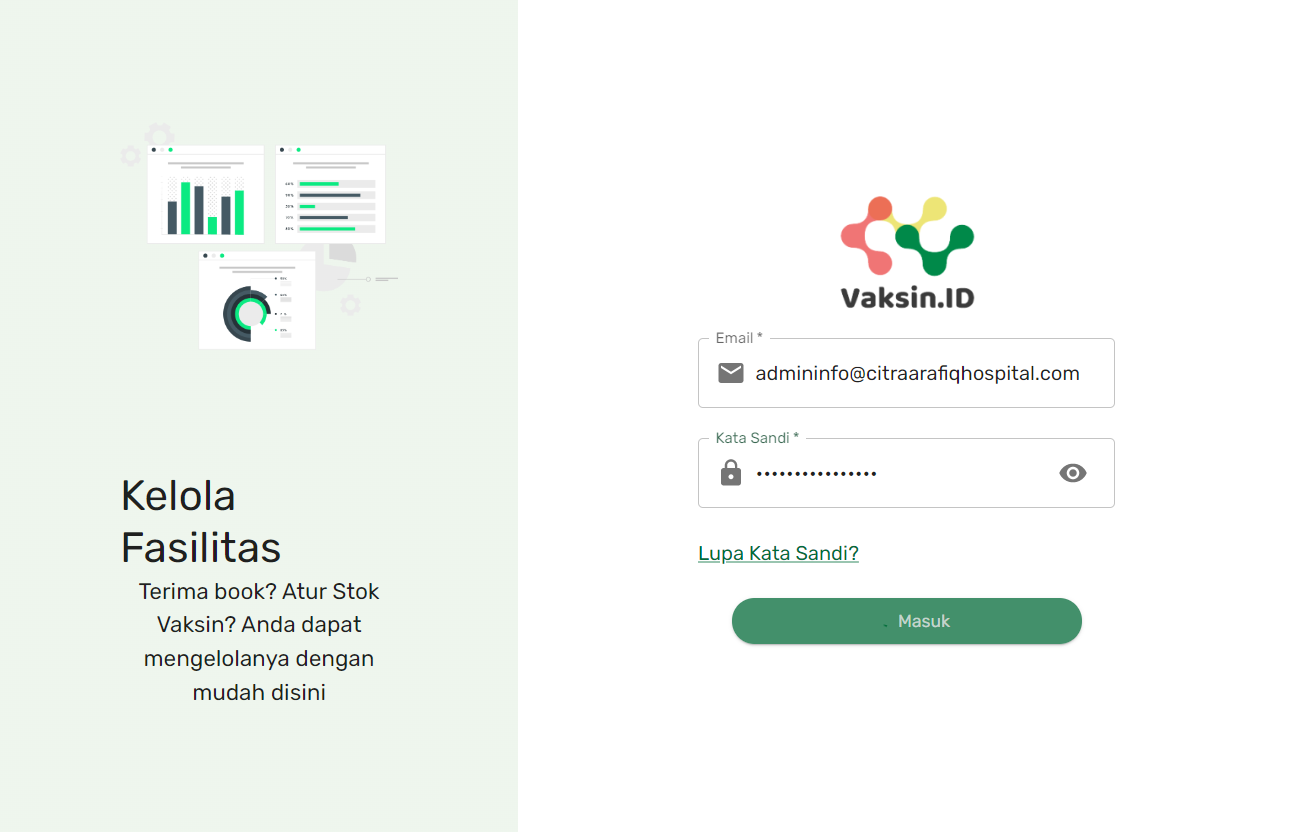 Kelola
Fasilitas
Terima book? Atur Stok
Vaksin? Anda dapat
mengelolanya dengan
mudah disini
Vaksin.ID
Email *
admininfo@citraarafiqhospital.com
Kata Sandi *
••••••••••••••••
Lupa Kata Sandi?
Masuk